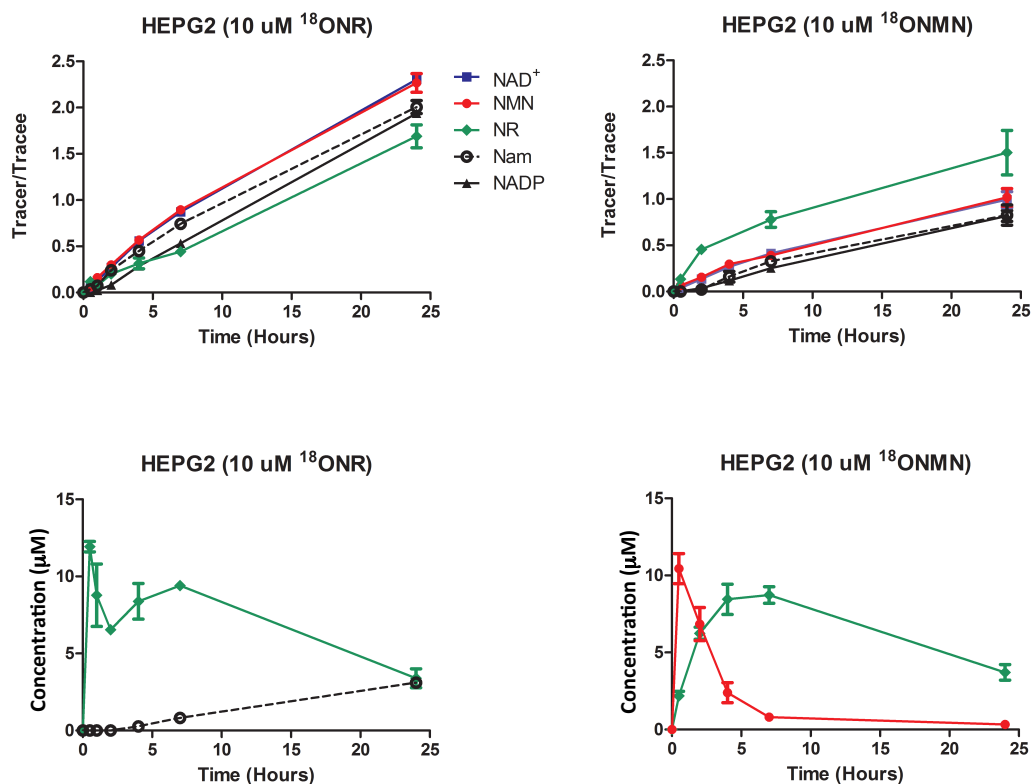 HEPG2 (10 uM ¹⁸ONR)
2.5
2.0
1.5
1.0
0.5
0.0
Tracer/Tracee
0 5 10 15 20 25
Time (Hours)
NAD⁺
NMN
NR
Nam
NADP
HEPG2 (10 uM ¹⁸ONMN)
2.5
2.0
1.5
1.0
0.5
0.0
Tracer/Tracee
0 5 10 15 20 25
Time (Hours)
HEPG2 (10 uM ¹⁸ONR)
15
10
5
0
Concentration (µM)
0 5 10 15 20 25
Time (Hours)
HEPG2 (10 uM ¹⁸ONMN)
15
10
5
0
Concentration (µM)
0 5 10 15 20 25
Time (Hours)